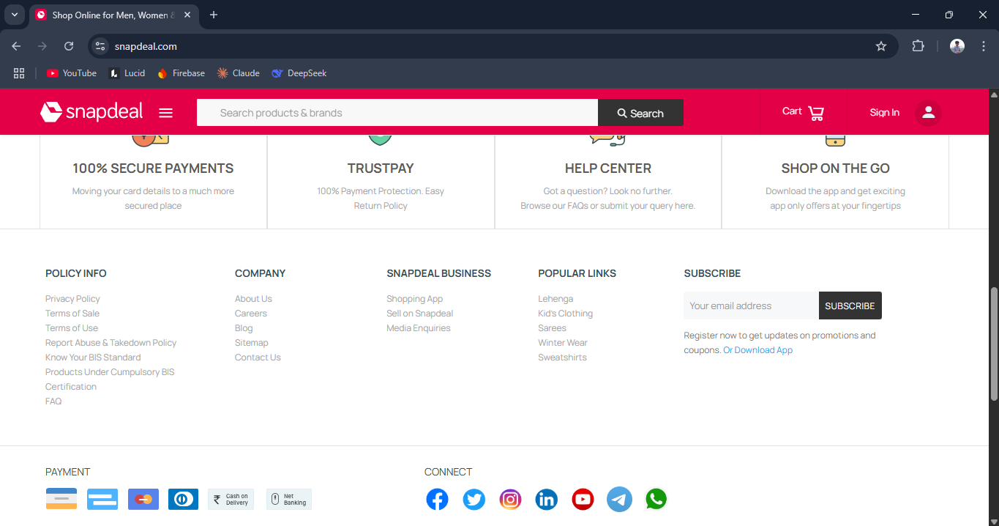 Shop Online for Men, Women &
snapdeal.com
YouTube
Lucid
Firebase
Claude
DeepSeek
snapdeal
Search products & brands
Search
Cart
Sign In
100% SECURE PAYMENTS
Moving your card details to a much more
secured place
TRUSTPAY
100% Payment Protection. Easy
Return Policy
HELP CENTER
Got a question? Look no further.
Browse our FAQs or submit your query here.
SHOP ON THE GO
Download the app and get exciting
app only offers at your fingertips
POLICY INFO
Privacy Policy
Terms of Sale
Terms of Use
Report Abuse & Takedown Policy
Know Your BIS Standard
Products Under Cumpulsory BIS
Certification
FAQ
COMPANY
About Us
Careers
Blog
Sitemap
Contact Us
SNAPDEAL BUSINESS
Shopping App
Sell on Snapdeal
Media Enquiries
POPULAR LINKS
Lehenga
Kid's Clothing
Sarees
Winter Wear
Sweatshirts
SUBSCRIBE
Your email address
SUBSCRIBE
Register now to get updates on promotions and
coupons. Or Download App
PAYMENT
₹ Cash on
Delivery
Net
Banking
CONNECT